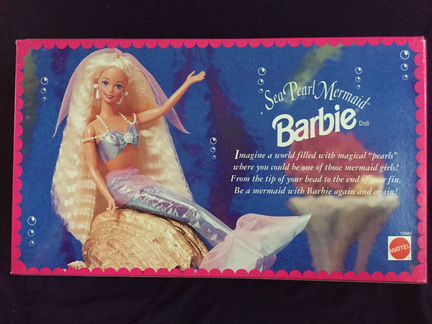 Sea Pearl Mermaid
Barbie Doll
Imagine a world filled with magical "pearls"
where you could be one of those mermaid girls!
From the tip of your head to the end of your fin,
Be a mermaid with Barbie again and again!
MATTEL